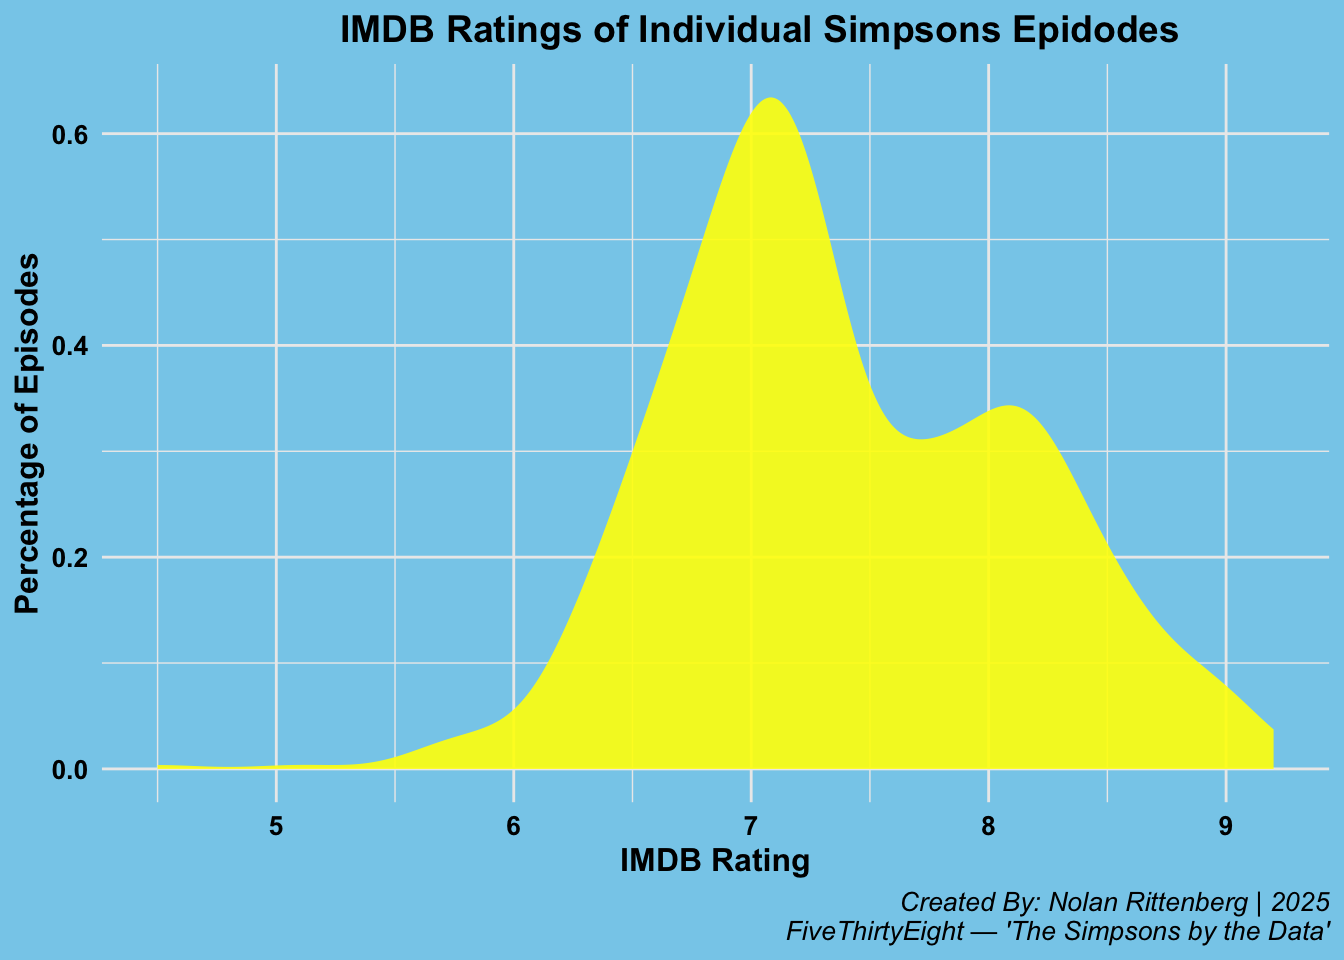 IMDB Ratings of Individual Simpsons Epidodes
Percentage of Episodes
0.6
0.4
0.2
0.0
5 6 7 8 9
IMDB Rating
Created By: Nolan Rittenberg | 2025
FiveThirtyEight — 'The Simpsons by the Data'